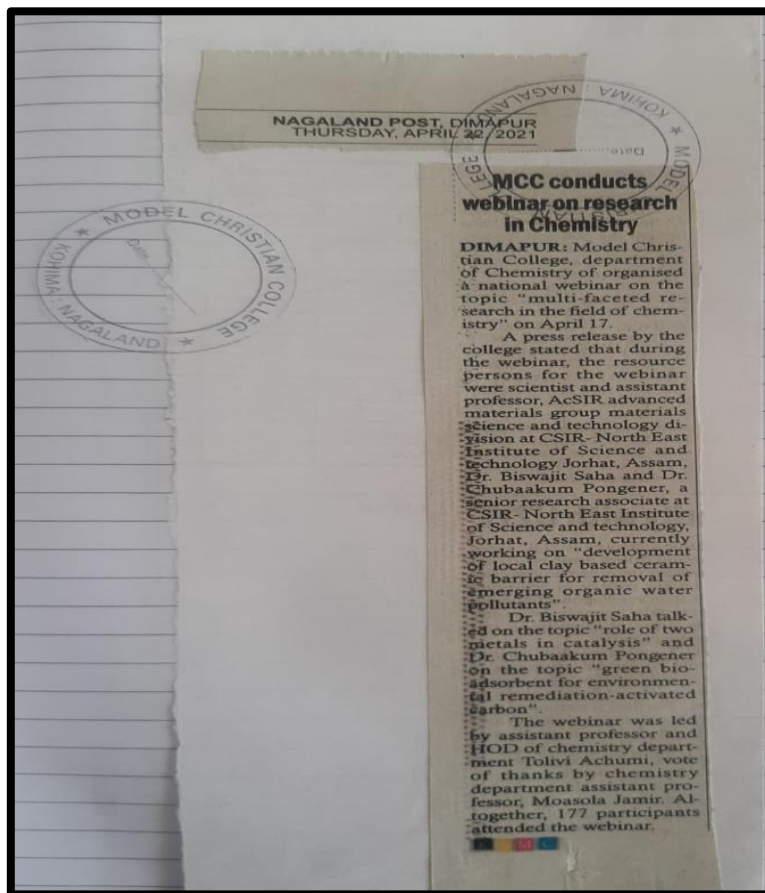 NAGALAND POST, DIMAPUR
THURSDAY, APRIL 22, 2021
MODEL CHRISTIAN COLLEGE
KOHIMA : NAGALAND
Date
MODEL CHRISTIAN COLLEGE
KOHIMA : NAGALAND
Date
MCC conducts
webinar on research
in Chemistry
DIMAPUR: Model Chris-
tian College, department
of Chemistry of organised
a national webinar on the
topic "multi-faceted re-
search in the field of chem-
istry" on April 17.
A press release by the
college stated that during
the webinar, the resource
persons for the webinar
were scientist and assistant
professor, AcSIR advanced
materials group materials
science and technology di-
vision at CSIR- North East
Institute of Science and
technology Jorhat, Assam,
Dr. Biswajit Saha and Dr.
Chubaakum Pongener, a
senior research associate at
CSIR- North East Institute
of Science and technology,
Jorhat, Assam, currently
working on "development
of local clay based ceram-
ic barrier for removal of
emerging organic water
pollutants".
Dr. Biswajit Saha talk-
ed on the topic "role of two
metals in catalysis" and
Dr. Chubaakum Pongener
on the topic "green bio-
adsorbent for environmen-
tal remediation-activated
carbon".
The webinar was led
by assistant professor and
HOD of chemistry depart-
ment Tolivi Achumi, vote
of thanks by chemistry
department assistant pro-
fessor, Moasola Jamir. Al-
together, 177 participants
attended the webinar.